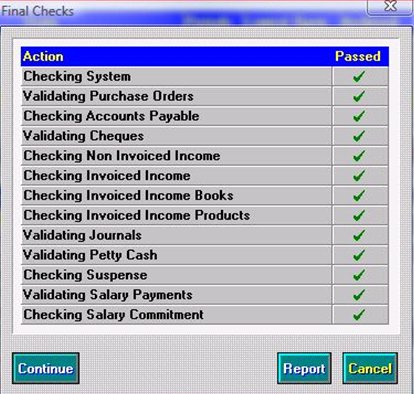 Final Checks
Action Passed
Checking System
Validating Purchase Orders
Checking Accounts Payable
Validating Cheques
Checking Non Invoiced Income
Checking Invoiced Income
Checking Invoiced Income Books
Checking Invoiced Income Products
Validating Journals
Validating Petty Cash
Checking Suspense
Validating Salary Payments
Checking Salary Commitment
Continue Report Cancel